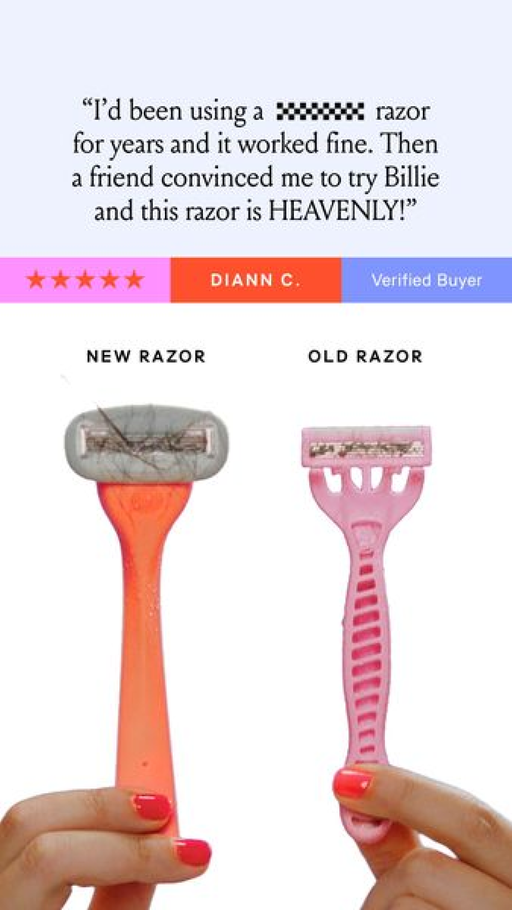 “I’d been using a razor
for years and it worked fine. Then
a friend convinced me to try Billie
and this razor is HEAVENLY!”
DIANN C.
Verified Buyer
NEW RAZOR
OLD RAZOR